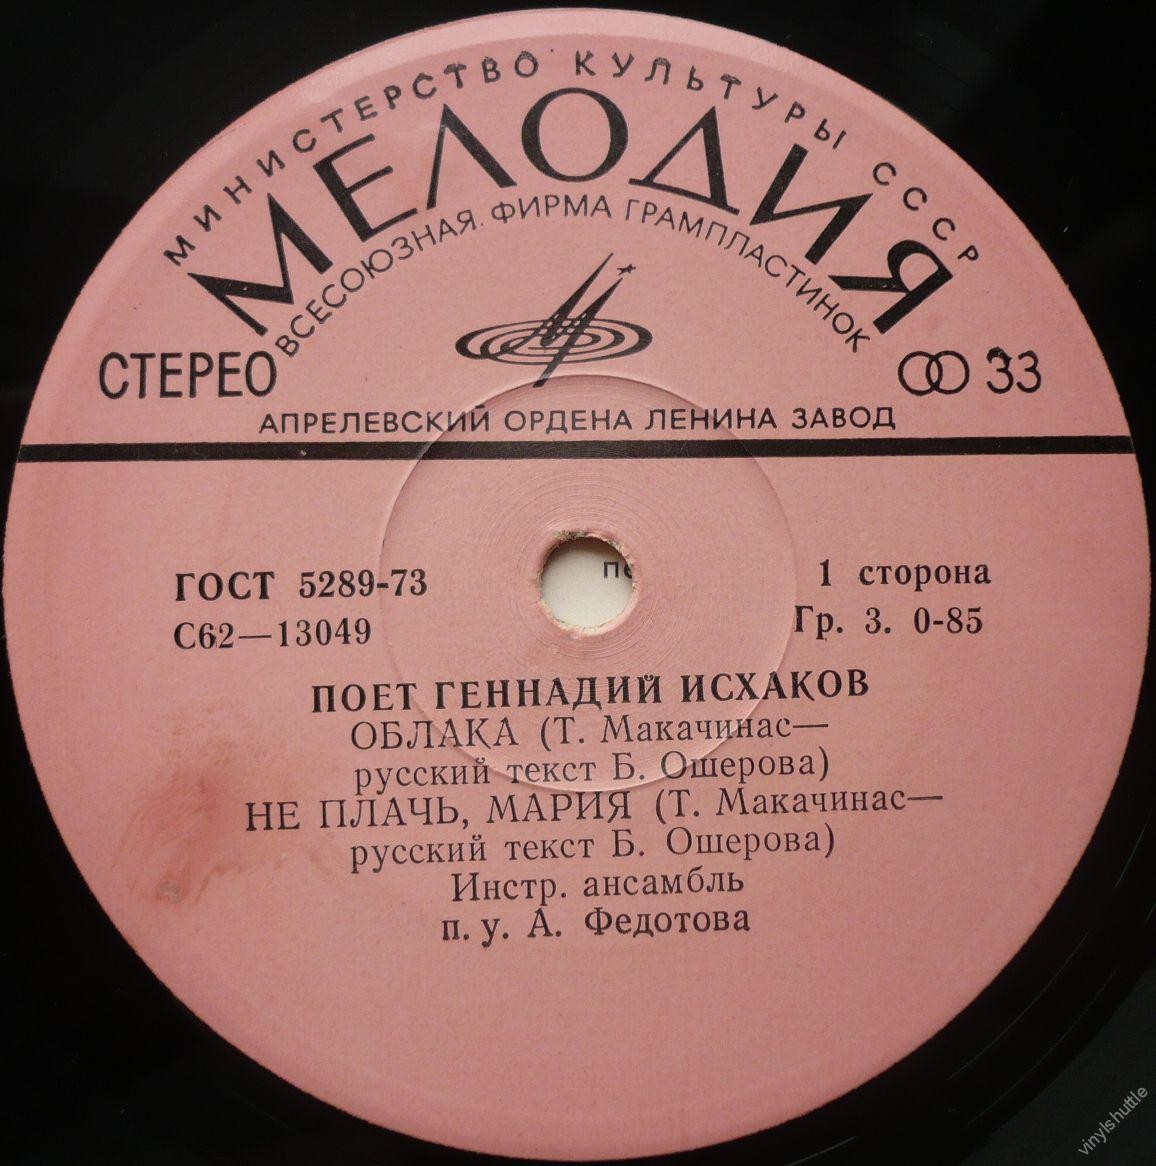 МИНИСТЕРСТВО КУЛЬТУРЫ СССР
МЕЛОДИЯ
ВСЕСОЮЗНАЯ ФИРМА ГРАМПЛАСТИНОК
СТЕРЕО
33
АПРЕЛЕВСКИЙ ОРДЕНА ЛЕНИНА ЗАВОД
ГОСТ 5289-73
1 сторона
С62—13049
Гр. 3. 0-85
ПОЕТ ГЕННАДИЙ ИСХАКОВ
ОБЛАКА (Т. Макачинас—
русский текст Б. Ошерова)
НЕ ПЛАЧЬ, МАРИЯ (Т. Макачинас—
русский текст Б. Ошерова)
Инстр. ансамбль
п. у. А. Федотова
vinylshuttle